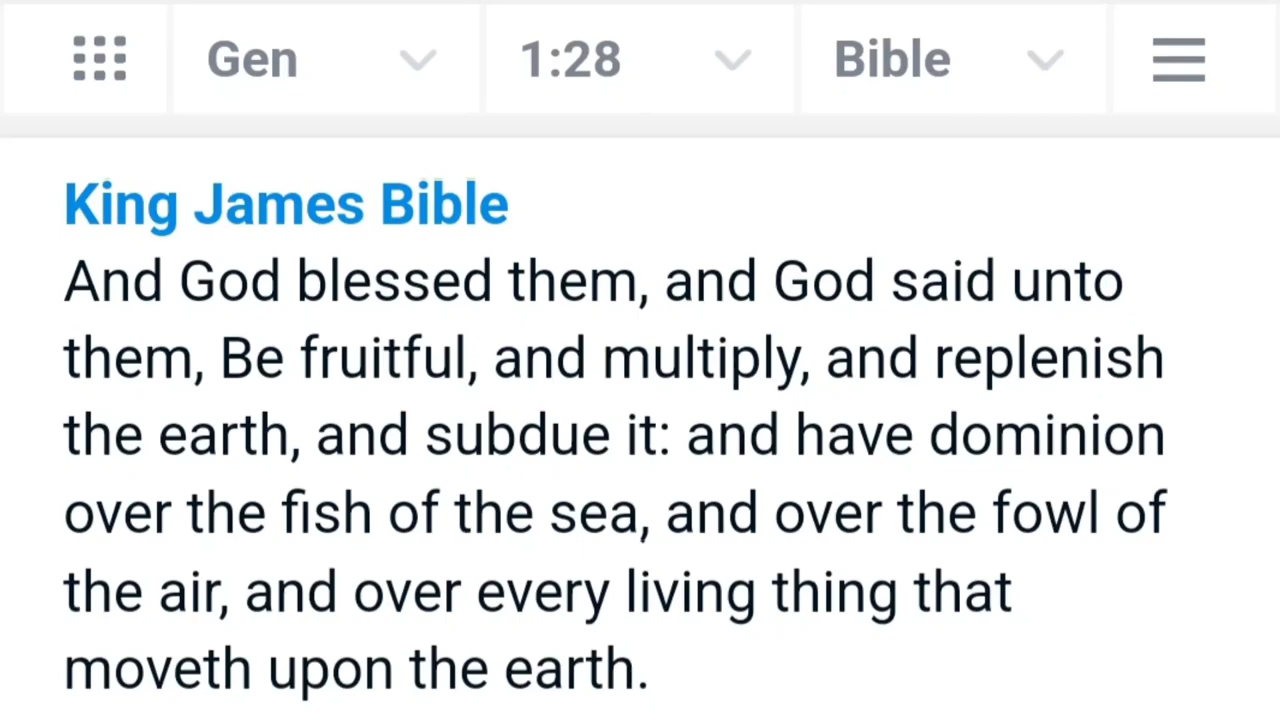 Gen 1:28 Bible
King James Bible
And God blessed them, and God said unto
them, Be fruitful, and multiply, and replenish
the earth, and subdue it: and have dominion
over the fish of the sea, and over the fowl of
the air, and over every living thing that
moveth upon the earth.